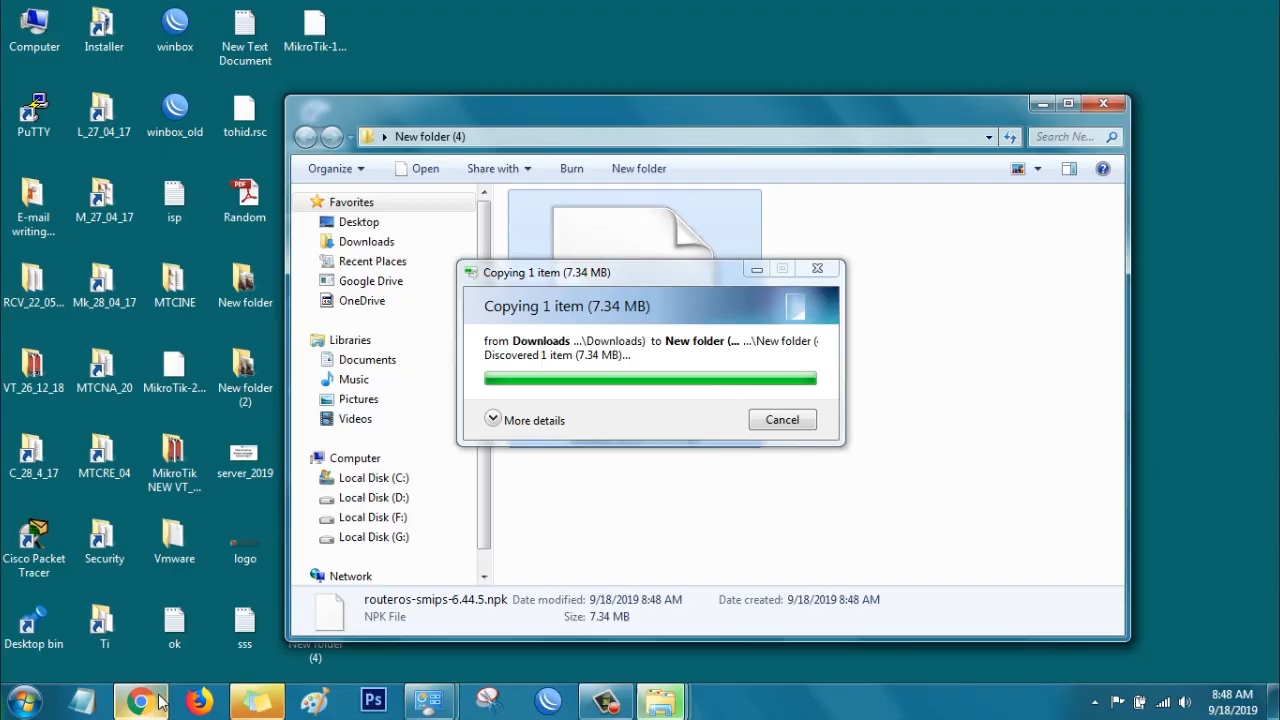 Computer
Installer
winbox
New Text
Document
MikroTik-1...
PuTTY
L_27_04_17
winbox_old
tohid.rsc
E-mail
writing...
M_27_04_17
isp
PDF
Random
RCV_22_05...
Mk_28_04_17
MTCINE
New folder
VT_26_12_18
MTCNA_20
MikroTik-2...
New folder
(2)
C_28_4_17
MTCRE_04
MikroTik
NEW VT_...
server_2019
Cisco Packet
Tracer
Security
Vmware
logo
Desktop bin
Ti
ok
sss
New folder
(4)
New folder (4)
Search Ne...
Organize
Open
Share with
Burn
New folder
Favorites
Desktop
Downloads
Recent Places
Google Drive
OneDrive
Libraries
Documents
Music
Pictures
Videos
Computer
Local Disk (C:)
Local Disk (D:)
Local Disk (F:)
Local Disk (G:)
Network
Copying 1 item (7.34 MB)
Copying 1 item (7.34 MB)
from Downloads ...\Downloads) to New folder (... ...\New folder (
Discovered 1 item (7.34 MB)...
More details
Cancel
routeros-smips-6.44.5.npk Date modified: 9/18/2019 8:48 AM Date created: 9/18/2019 8:48 AM
NPK File Size: 7.34 MB
Ps
8:48 AM
9/18/2019